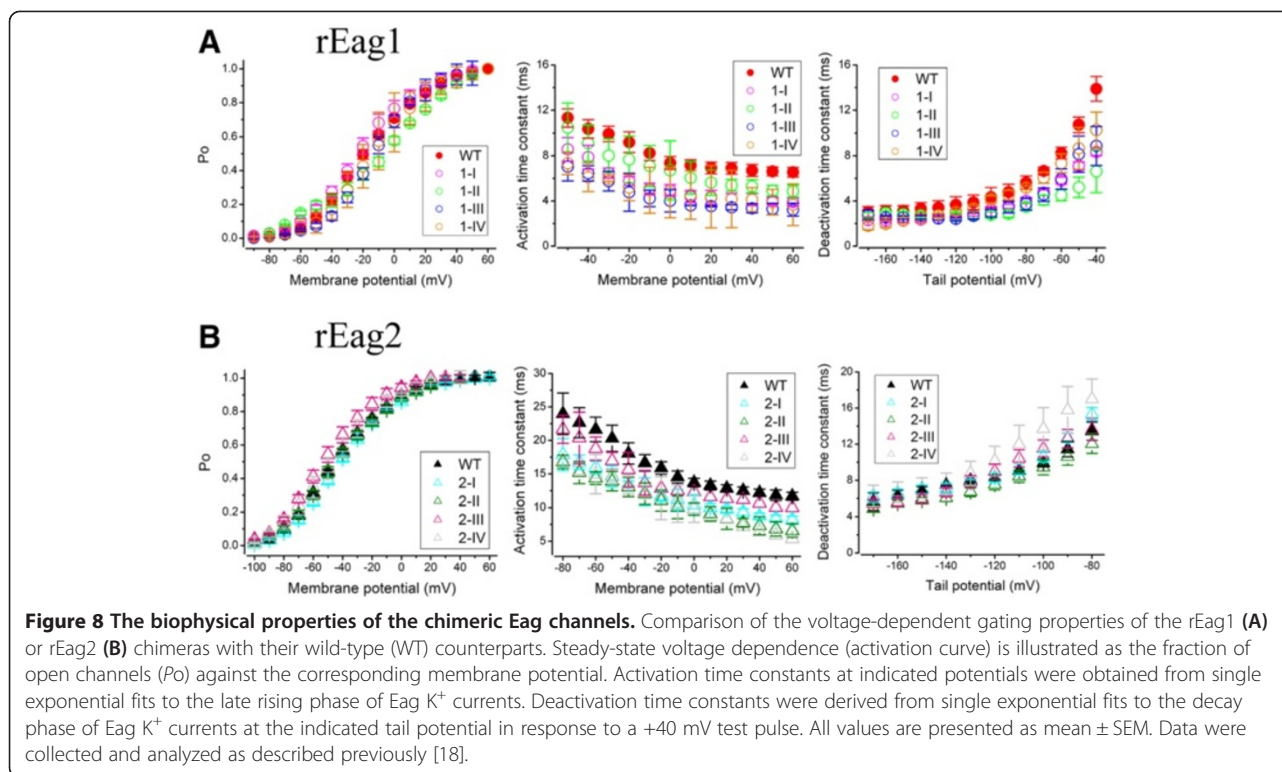 A rEag1
Po
1.0
0.8
0.6
0.4
0.2
0.0
-80 -60 -40 -20 0 20 40 60
Membrane potential (mV)
WT
1-I
1-II
1-III
1-IV
Activation time constant (ms)
16
12
8
4
0
-40 -20 0 20 40 60
Membrane potential (mV)
WT
1-I
1-II
1-III
1-IV
Deactivation time constant (ms)
16
12
8
4
0
-160 -140 -120 -100 -80 -60 -40
Tail potential (mV)
WT
1-I
1-II
1-III
1-IV
B rEag2
Po
1.0
0.8
0.6
0.4
0.2
0.0
-100 -80 -60 -40 -20 0 20 40 60
Membrane potential (mV)
WT
2-I
2-II
2-III
2-IV
Activation time constant (ms)
30
25
20
15
10
5
-80 -60 -40 -20 0 20 40 60
Membrane potential (mV)
WT
2-I
2-II
2-III
2-IV
Deactivation time constant (ms)
20
16
12
8
4
0
-160 -140 -120 -100 -80
Tail potential (mV)
WT
2-I
2-II
2-III
2-IV
Figure 8 The biophysical properties of the chimeric Eag channels. Comparison of the voltage-dependent gating properties of the rEag1 (A)
or rEag2 (B) chimeras with their wild-type (WT) counterparts. Steady-state voltage dependence (activation curve) is illustrated as the fraction of
open channels (Po) against the corresponding membrane potential. Activation time constants at indicated potentials were obtained from single
exponential fits to the late rising phase of Eag K⁺ currents. Deactivation time constants were derived from single exponential fits to the decay
phase of Eag K⁺ currents at the indicated tail potential in response to a +40 mV test pulse. All values are presented as mean ± SEM. Data were
collected and analyzed as described previously [18].